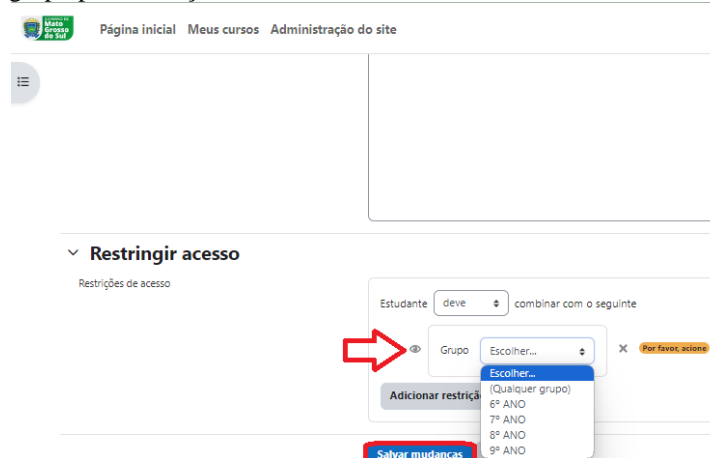 Mato
Grosso
do Sul
Página inicial Meus cursos Administração do site
Restringir acesso
Restrições de acesso
Estudante deve combinar com o seguinte
Grupo Escolher... Por favor, acione
Escolher...
(Qualquer grupo)
Adicionar
6º ANO
7º ANO
8º ANO
Salvar mudanças
9º ANO